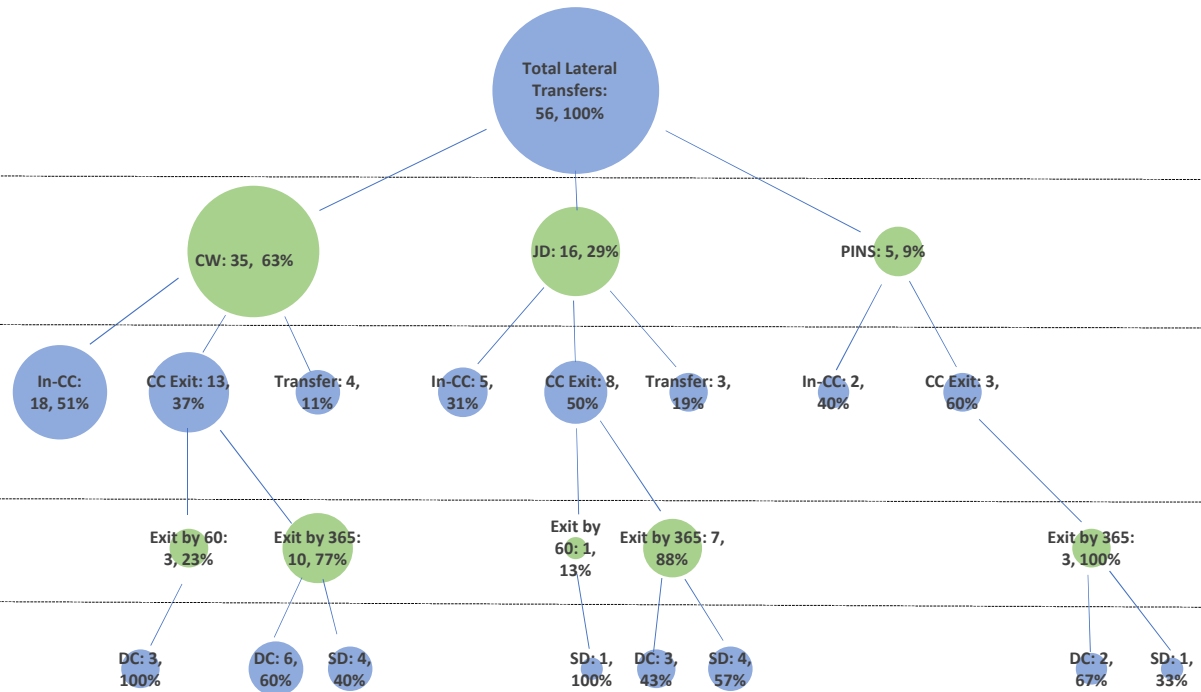 Total Lateral
Transfers:
56, 100%
CW: 35,  63%
JD: 16, 29%
PINS: 5, 9%
In-CC:
18, 51%
CC Exit: 13,
37%
Transfer: 4,
11%
In-CC: 5,
31%
CC Exit: 8,
50%
Transfer: 3,
19%
In-CC: 2,
40%
CC Exit: 3,
60%
Exit by 60:
3, 23%
Exit by 365:
10, 77%
Exit by
60: 1,
13%
Exit by 365: 7,
88%
Exit by 365:
3, 100%
DC: 3,
100%
DC: 6,
60%
SD: 4,
40%
SD: 1,
100%
DC: 3,
43%
SD: 4,
57%
DC: 2,
67%
SD: 1,
33%